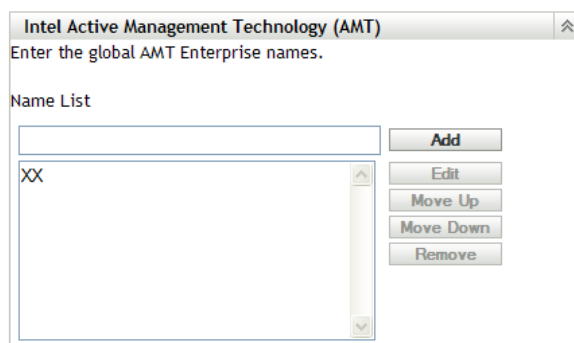 Intel Active Management Technology (AMT)
Enter the global AMT Enterprise names.
Name List
Add
XX
Edit
Move Up
Move Down
Remove